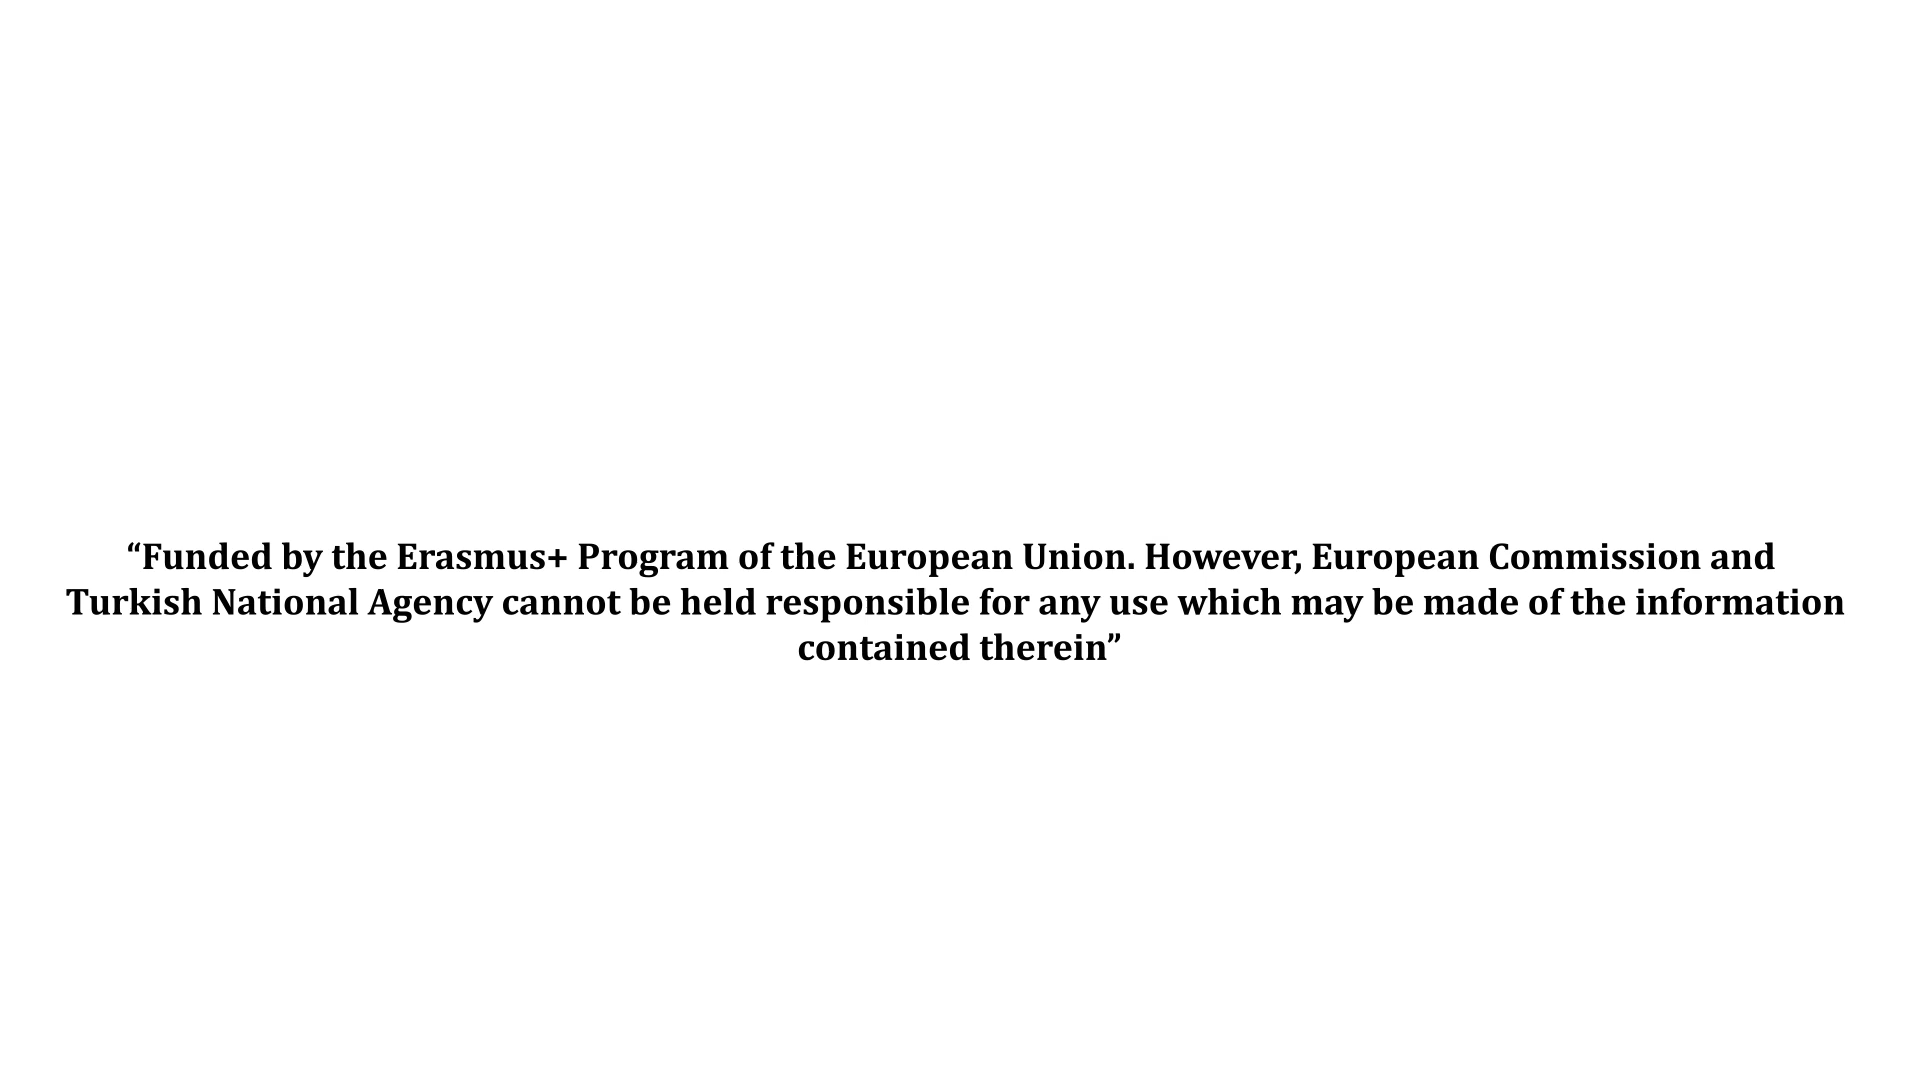 “Funded by the Erasmus+ Program of the European Union. However, European Commission and
Turkish National Agency cannot be held responsible for any use which may be made of the information
contained therein”